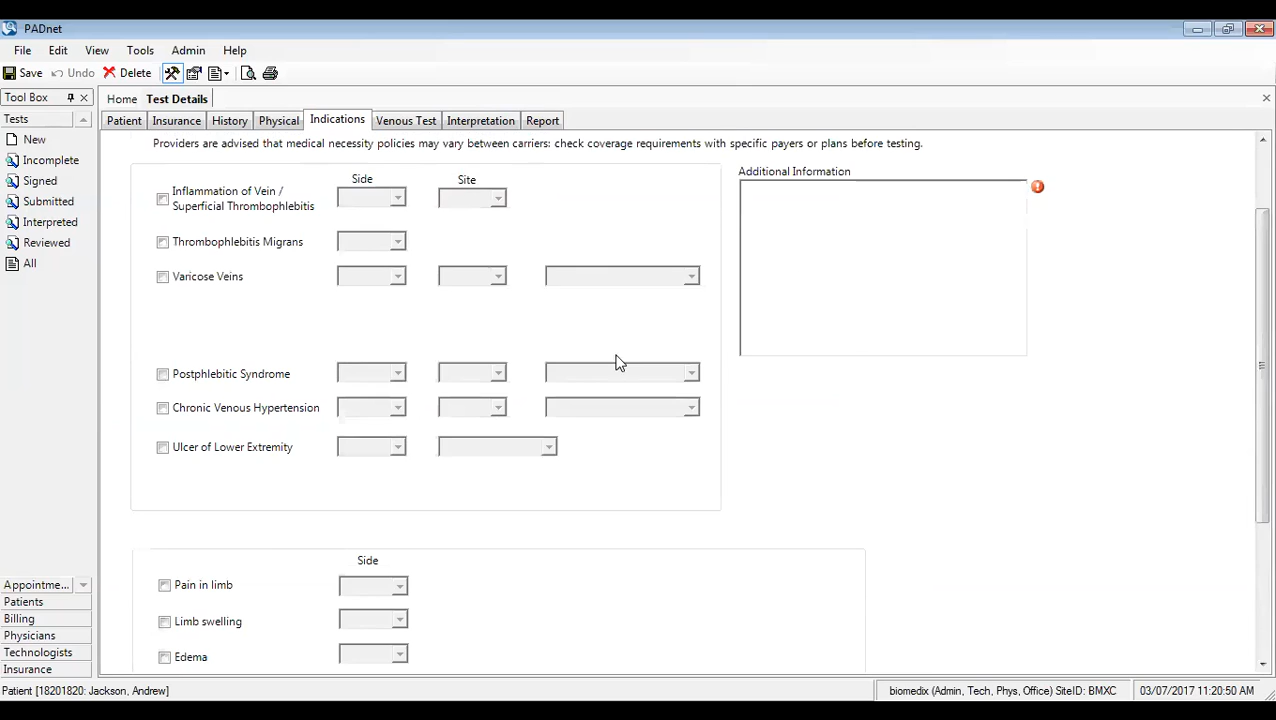 PADnet
File Edit View Tools Admin Help
Save Undo Delete
Tool Box Home Test Details
Tests Patient Insurance History Physical Indications Venous Test Interpretation Report
New
Incomplete
Signed
Submitted
Interpreted
Reviewed
All
Providers are advised that medical necessity policies may vary between carriers: check coverage requirements with specific payers or plans before testing.
Side Site
Additional Information
Inflammation of Vein /
Superficial Thrombophlebitis
Thrombophlebitis Migrans
Varicose Veins
Postphlebitic Syndrome
Chronic Venous Hypertension
Ulcer of Lower Extremity
Side
Pain in limb
Limb swelling
Edema
Appointme...
Patients
Billing
Physicians
Technologists
Insurance
Patient [18201820: Jackson, Andrew] biomedix (Admin, Tech, Phys, Office) SiteID: BMXC 03/07/2017 11:20:50 AM